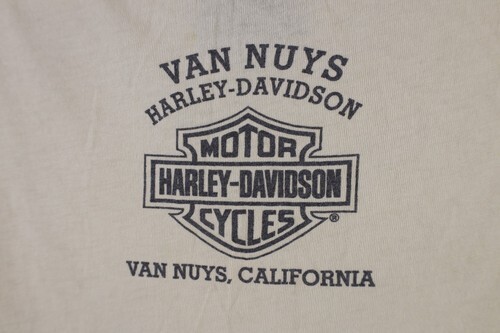 VAN NUYS
HARLEY-DAVIDSON
MOTOR
HARLEY-DAVIDSON
CYCLES ®
VAN NUYS, CALIFORNIA